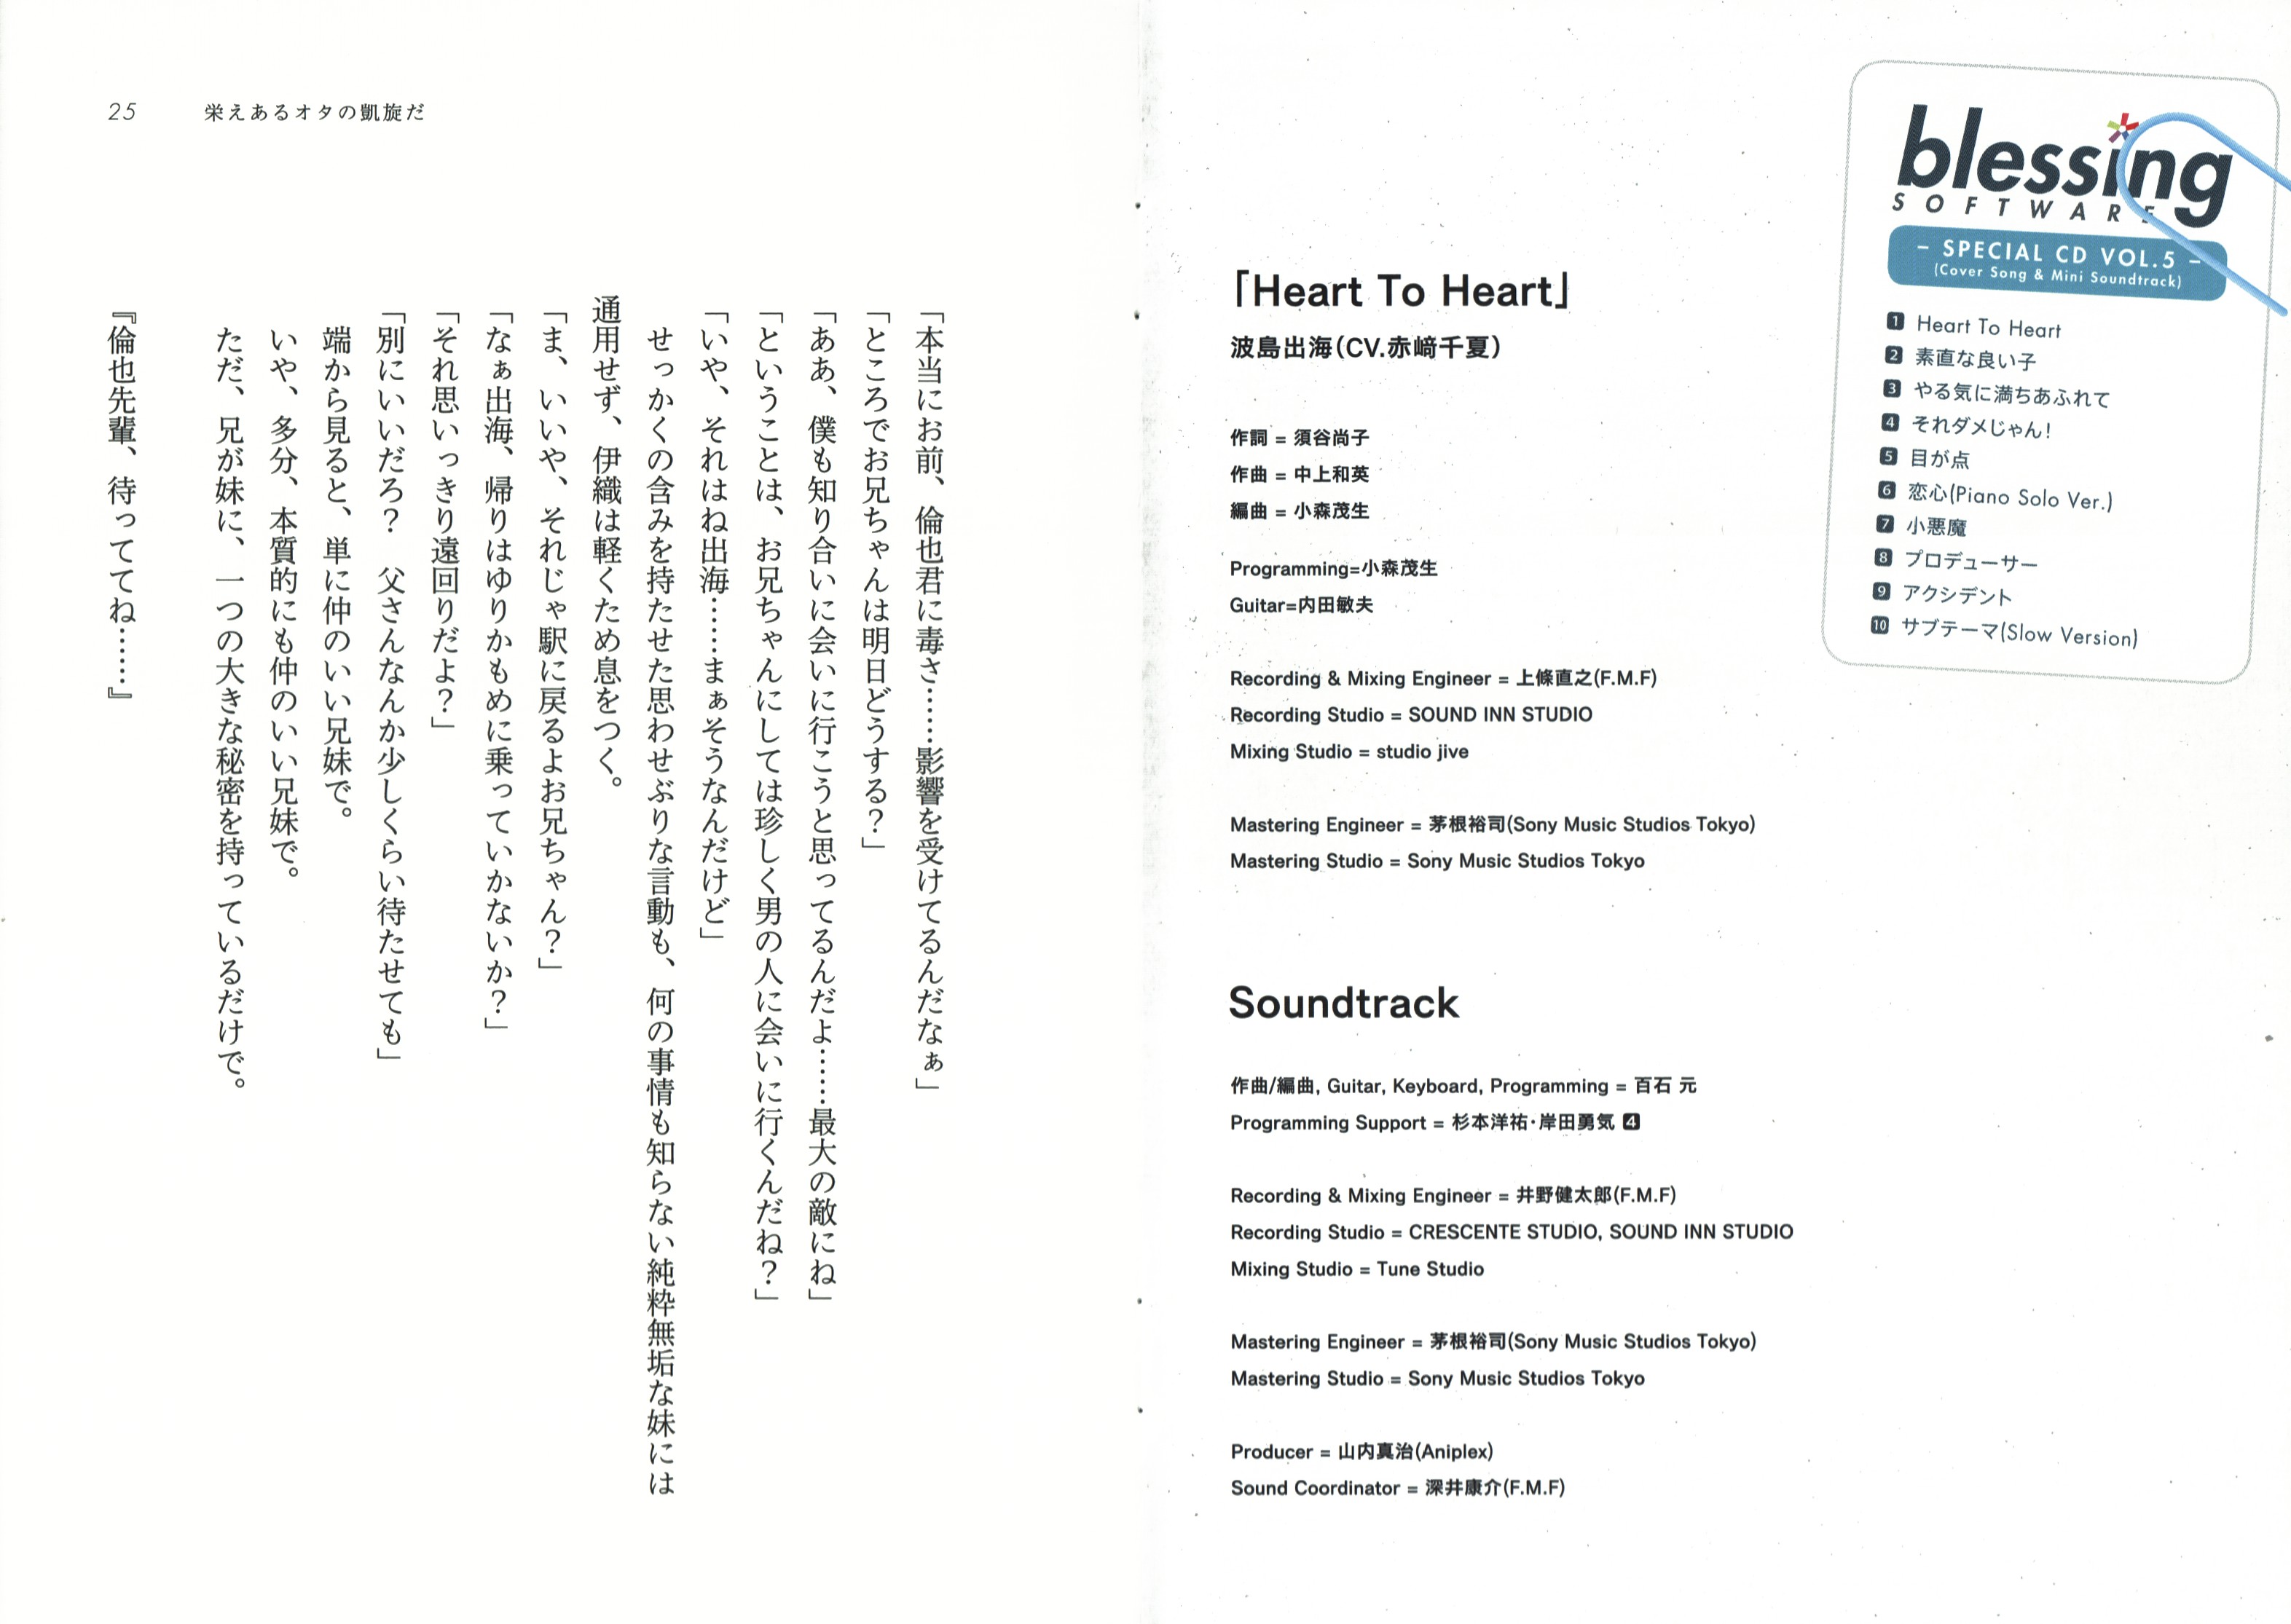 25 栄えあるオタの凱旋だ
「本当にお前、倫也君に毒さ……影響を受けてるんだなぁ」
「ところでお兄ちゃんは明日どうする？」
「ああ、僕も知り合いに会いに行こうと思ってるんだよ……最大の敵にね」
「ということは、お兄ちゃんにしては珍しく男の人に会いに行くんだね？」
「いや、それはね出海……まぁそうなんだけど」
せっかくの含みを持たせた思わせぶりな言動も、何の事情も知らない純粋無垢な妹には
通用せず、伊織は軽くため息をつく。
「ま、いいや、それじゃ駅に戻るよお兄ちゃん？」
「なぁ出海、帰りはゆりかもめに乗っていかないか？」
「それ思いっきり遠回りだよ？」
「別にいいだろ？　父さんなんか少しくらい待たせても」
端から見ると、単に仲のいい兄妹で。
いや、多分、本質的にも仲のいい兄妹で。
ただ、兄が妹に、一つの大きな秘密を持っているだけで。
『倫也先輩、待っててね……』
「Heart To Heart」
波島出海(CV.赤﨑千夏)
作詞 = 須谷尚子
作曲 = 中上和英
編曲 = 小森茂生
Programming=小森茂生
Guitar=内田敏夫
Recording & Mixing Engineer = 上條直之(F.M.F)
Recording Studio = SOUND INN STUDIO
Mixing Studio = studio jive
Mastering Engineer = 茅根裕司(Sony Music Studios Tokyo)
Mastering Studio = Sony Music Studios Tokyo
Soundtrack
作曲/編曲, Guitar, Keyboard, Programming = 百石 元
Programming Support = 杉本洋祐・岸田勇気 4
Recording & Mixing Engineer = 井野健太郎(F.M.F)
Recording Studio = CRESCENTE STUDIO, SOUND INN STUDIO
Mixing Studio = Tune Studio
Mastering Engineer = 茅根裕司(Sony Music Studios Tokyo)
Mastering Studio = Sony Music Studios Tokyo
Producer = 山内真治(Aniplex)
Sound Coordinator = 深井康介(F.M.F)
blessing
SOFTWARE
– SPECIAL CD VOL.5 –
(Cover Song & Mini Soundtrack)
1 Heart To Heart
2 素直な良い子
3 やる気に満ちあふれて
4 それダメじゃん!
5 目が点
6 恋心(Piano Solo Ver.)
7 小悪魔
8 プロデューサー
9 アクシデント
10 サブテーマ(Slow Version)